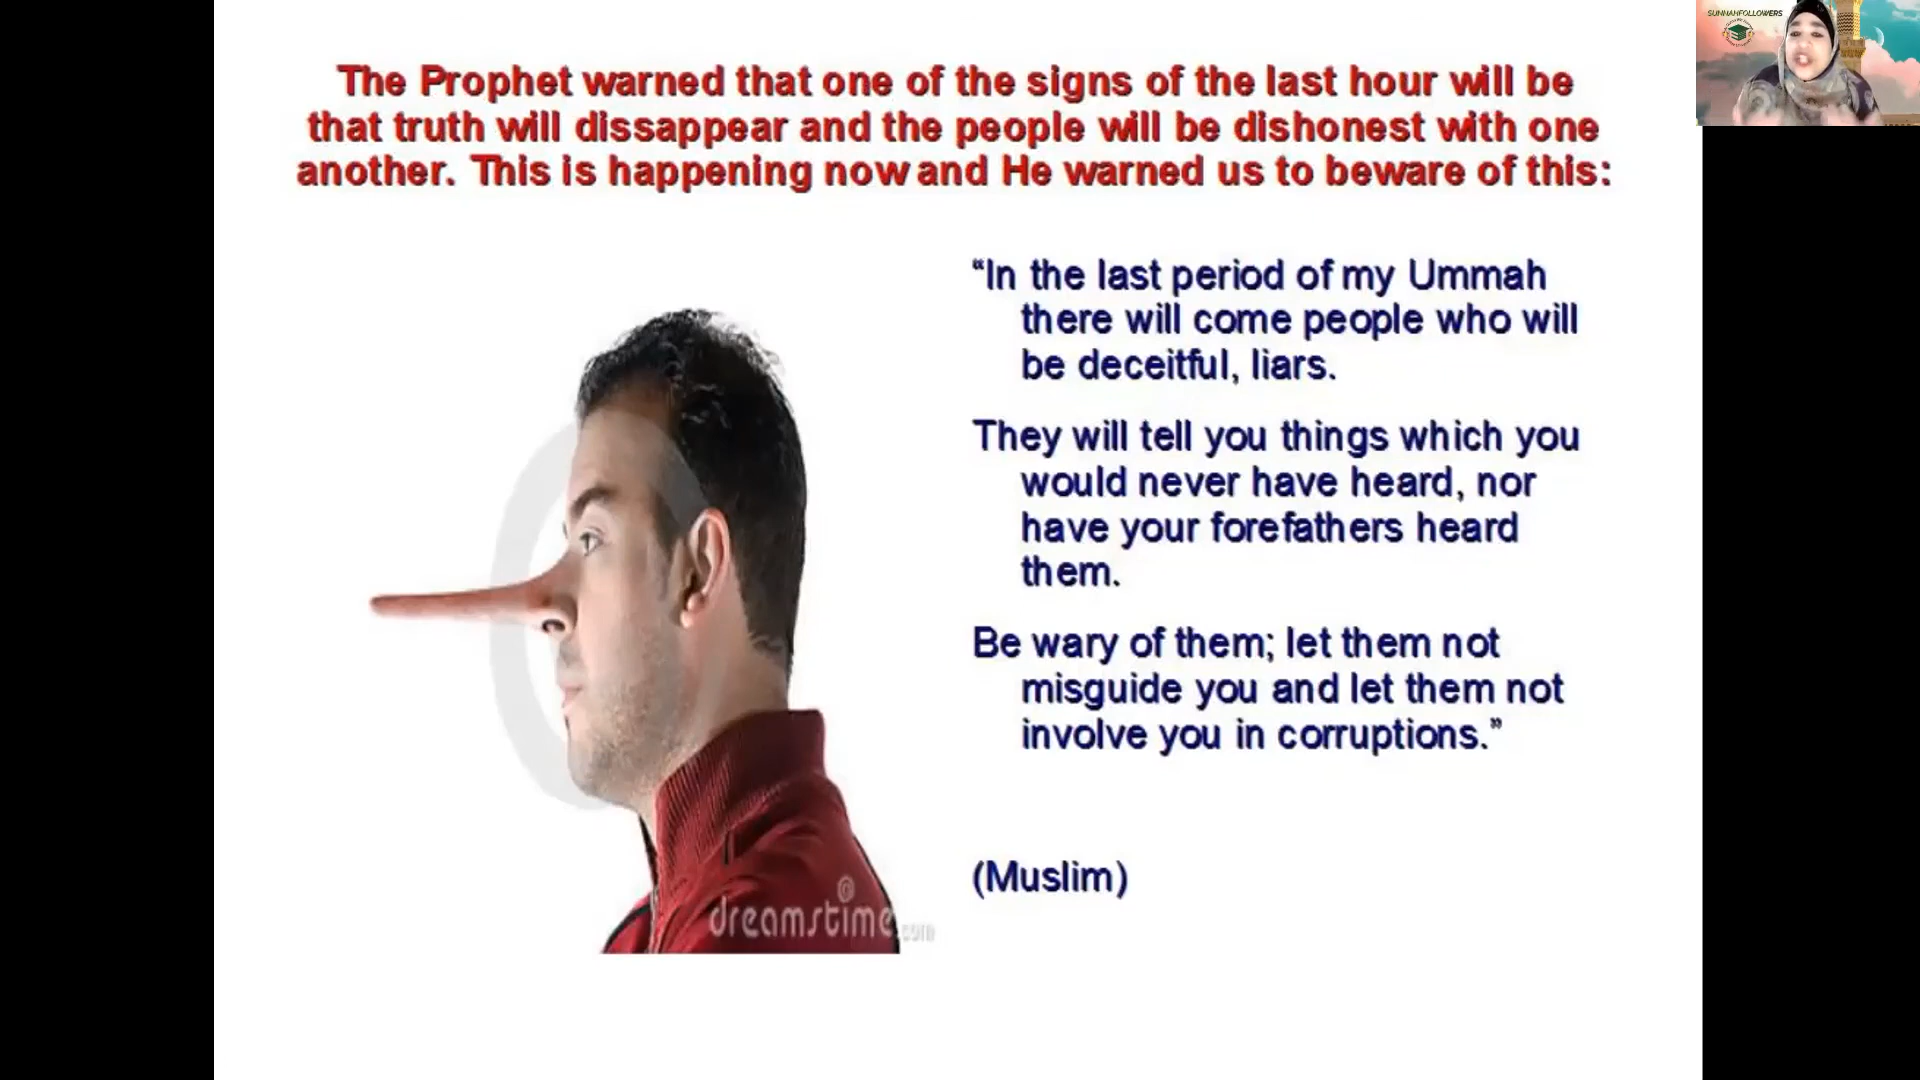 SUNNAHFOLLOWERS
The Prophet warned that one of the signs of the last hour will be
that truth will dissappear and the people will be dishonest with one
another. This is happening now and He warned us to beware of this:
“In the last period of my Ummah
there will come people who will
be deceitful, liars.
They will tell you things which you
would never have heard, nor
have your forefathers heard
them.
Be wary of them; let them not
misguide you and let them not
involve you in corruptions.”
(Muslim)
dreamstime.com